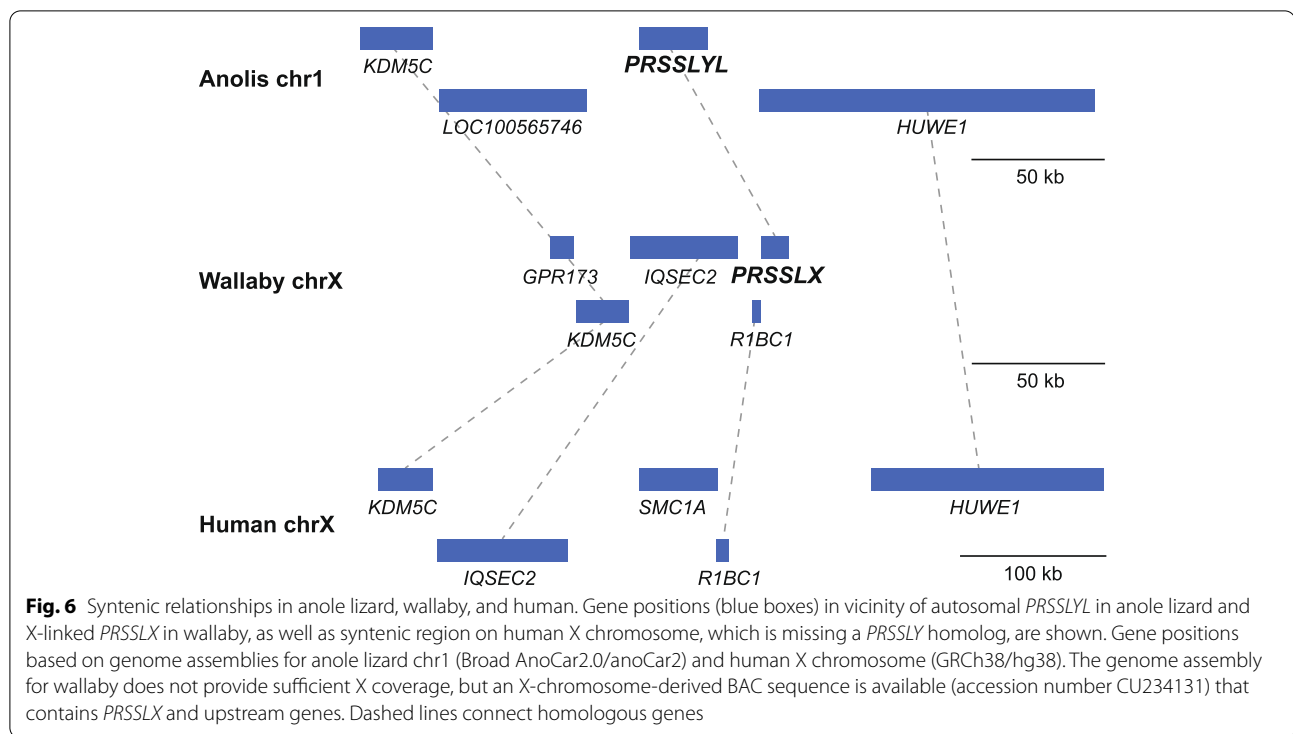 KDM5C
PRSSLYL
Anolis chr1
LOC100565746
HUWE1
50 kb
GPR173
IQSEC2
PRSSLX
Wallaby chrX
KDM5C
R1BC1
50 kb
KDM5C
SMC1A
HUWE1
Human chrX
IQSEC2
R1BC1
100 kb
Fig. 6 Syntenic relationships in anole lizard, wallaby, and human. Gene positions (blue boxes) in vicinity of autosomal PRSSLYL in anole lizard and
X-linked PRSSLX in wallaby, as well as syntenic region on human X chromosome, which is missing a PRSSLY homolog, are shown. Gene positions
based on genome assemblies for anole lizard chr1 (Broad AnoCar2.0/anoCar2) and human X chromosome (GRCh38/hg38). The genome assembly
for wallaby does not provide sufficient X coverage, but an X-chromosome-derived BAC sequence is available (accession number CU234131) that
contains PRSSLX and upstream genes. Dashed lines connect homologous genes